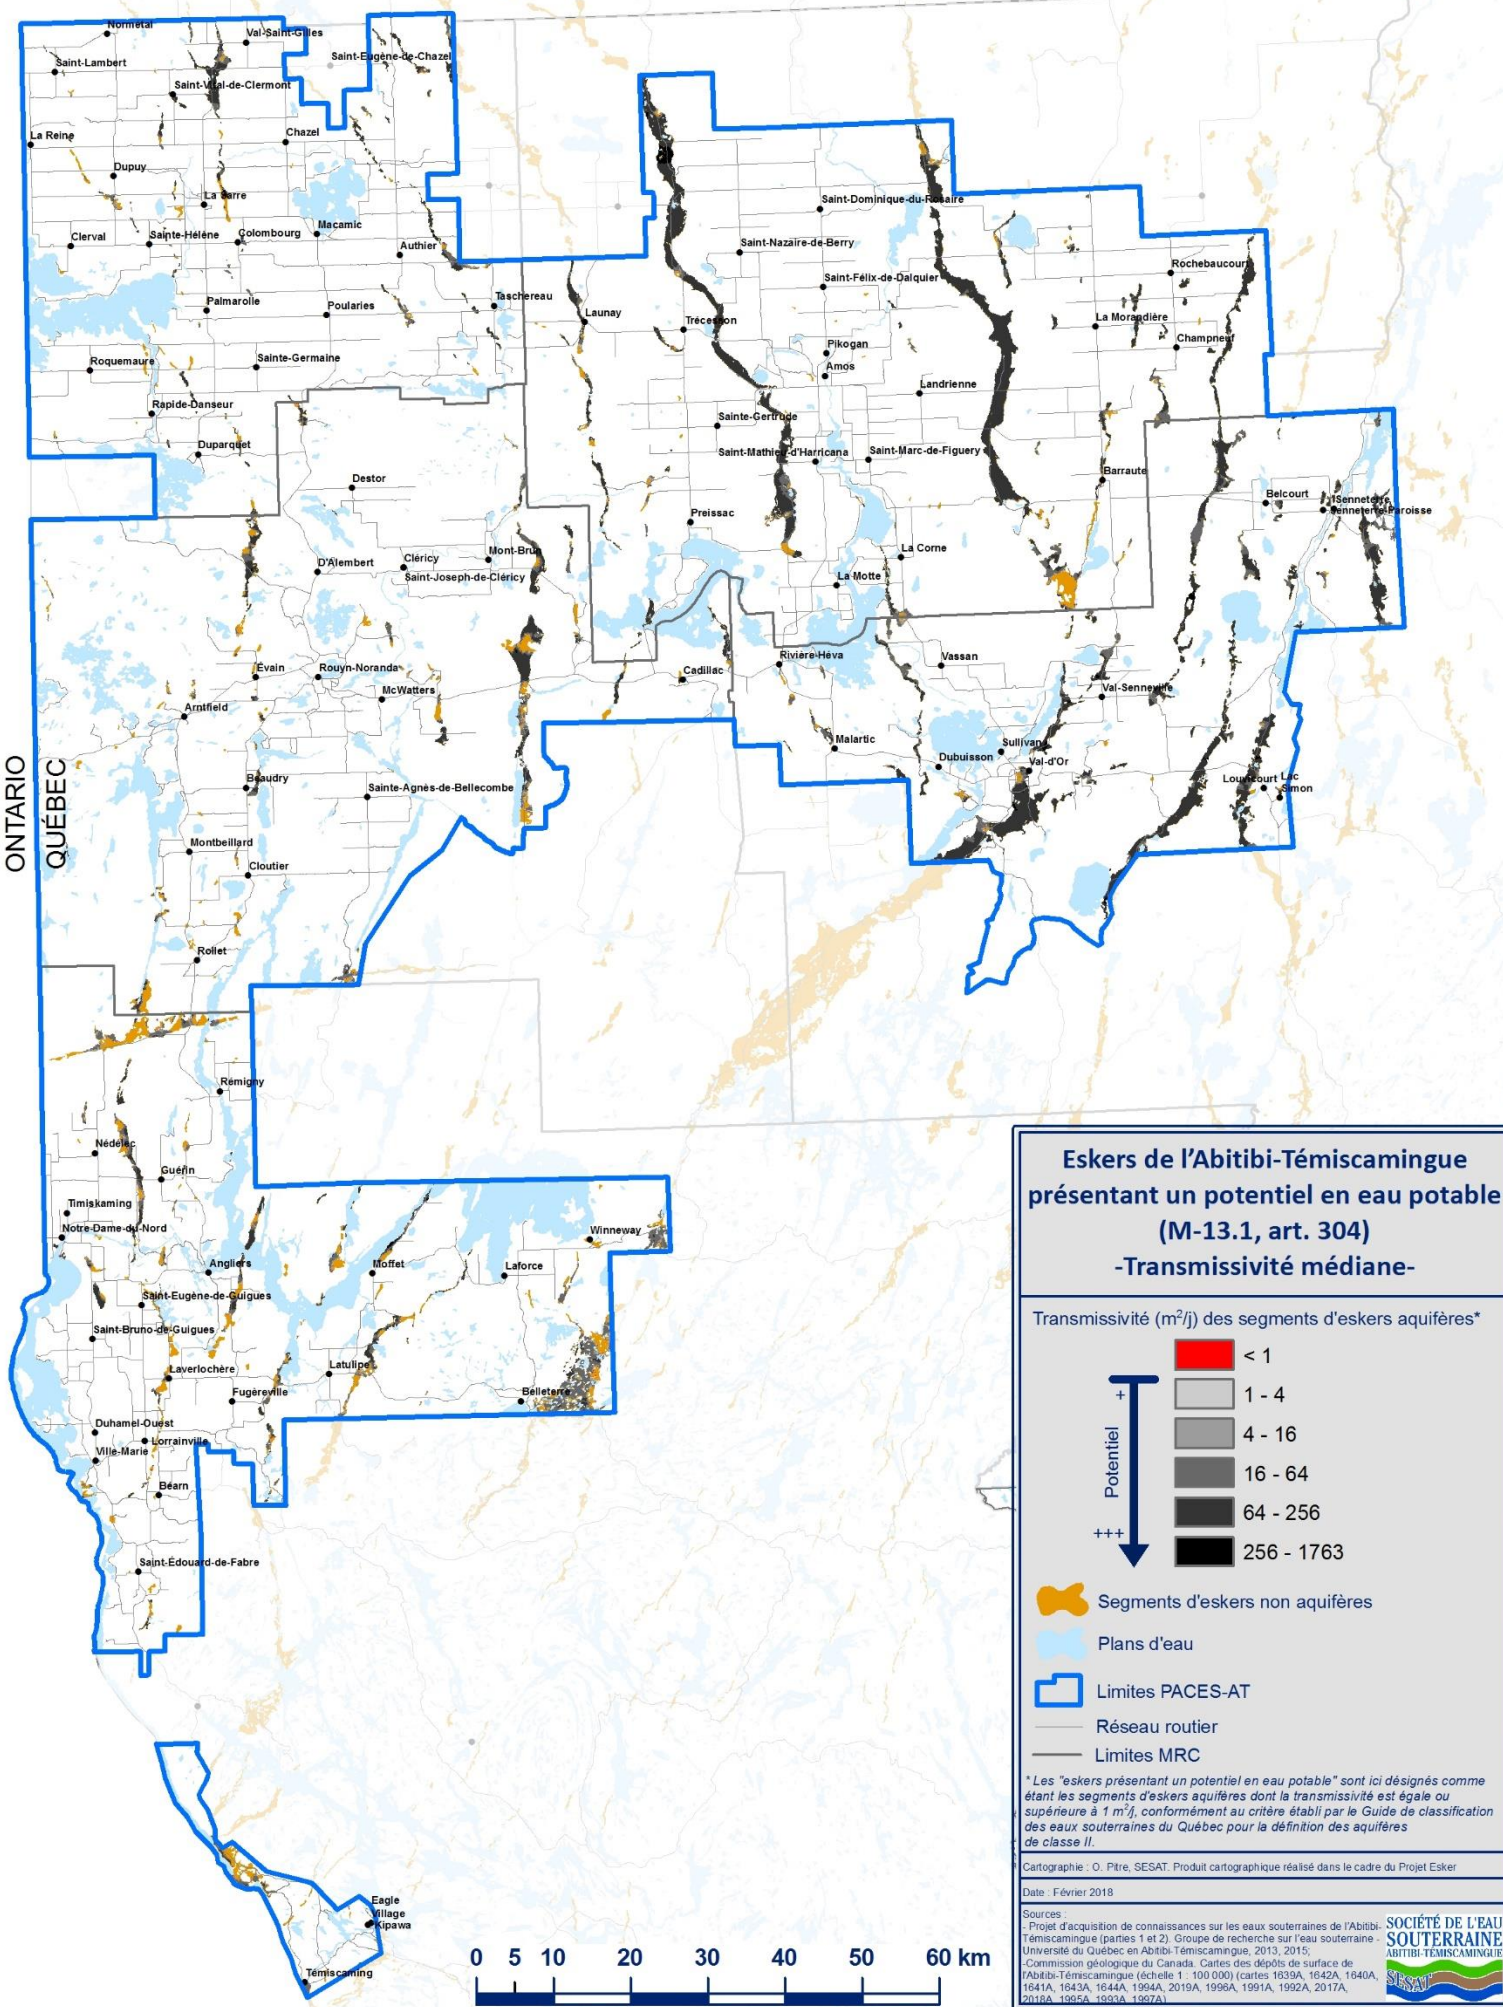 Normétal
Val-Saint-Gilles
Saint-Lambert
Saint-Eugène-de-Chazel
Saint-Vital-de-Clermont
La Reine
Chazel
Dupuy
La Sarre
Saint-Dominique-du-Rosaire
Clerval
Sainte-Hélène
Colombourg
Macamic
Authier
Saint-Nazaire-de-Berry
Rochebaucourt
Saint-Félix-de-Dalquier
Palmarolle
Poularies
Taschereau
Launay
Trécesson
La Morandière
Champneuf
Roquemaure
Sainte-Germaine
Pikogan
Amos
Landrienne
Rapide-Danseur
Sainte-Gertrude
Duparquet
Saint-Mathieu-d'Harricana
Saint-Marc-de-Figuery
Barraute
Destor
Belcourt
Senneterre
Senneterre-Paroisse
Preissac
D'Alembert
Cléricy
Mont-Brun
Saint-Joseph-de-Cléricy
La Corne
La Motte
Évain
Rouyn-Noranda
McWatters
Cadillac
Rivière-Héva
Vassan
Val-Senneville
Arntfield
Malartic
Dubuisson
Sullivan
Val-d'Or
Louvicourt
Lac
Simon
ONTARIO
QUÉBEC
Beaudry
Sainte-Agnès-de-Bellecombe
Montbeillard
Cloutier
Rollet
Rémigny
Nédélec
Guérin
Timiskaming
Notre-Dame-du-Nord
Winneway
Angliers
Moffet
Laforce
Saint-Eugène-de-Guigues
Saint-Bruno-de-Guigues
Laverlochère
Latulipe
Fugèreville
Belleterre
Duhamel-Ouest
Lorrainville
Ville-Marie
Béarn
Saint-Édouard-de-Fabre
Eagle
Village
Kipawa
Témiscaming
0 5 10 20 30 40 50 60 km
Eskers de l'Abitibi-Témiscamingue
présentant un potentiel en eau potable
(M-13.1, art. 304)
-Transmissivité médiane-
Transmissivité (m²/j) des segments d'eskers aquifères*
< 1
1 - 4
4 - 16
16 - 64
64 - 256
256 - 1763
+
Potentiel
+++
Segments d'eskers non aquifères
Plans d'eau
Limites PACES-AT
Réseau routier
Limites MRC
* Les "eskers présentant un potentiel en eau potable" sont ici désignés comme
étant les segments d'eskers aquifères dont la transmissivité est égale ou
supérieure à 1 m²/j, conformément au critère établi par le Guide de classification
des eaux souterraines du Québec pour la définition des aquifères
de classe II.
Cartographie : O. Pitre, SESAT. Produit cartographique réalisé dans le cadre du Projet Esker
Date : Février 2018
Sources :
- Projet d'acquisition de connaissances sur les eaux souterraines de l'Abitibi-
Témiscamingue (parties 1 et 2). Groupe de recherche sur l'eau souterraine -
Université du Québec en Abitibi-Témiscamingue, 2013, 2015;
-Commission géologique du Canada. Cartes des dépôts de surface de
l'Abitibi-Témiscamingue (échelle 1 : 100 000) (cartes 1639A, 1642A, 1640A,
1641A, 1643A, 1644A, 1994A, 2019A, 1996A, 1991A, 1992A, 2017A,
2018A, 1995A, 1993A, 1997A)
SOCIÉTÉ DE L'EAU
SOUTERRAINE
ABITIBI-TÉMISCAMINGUE
SESAT